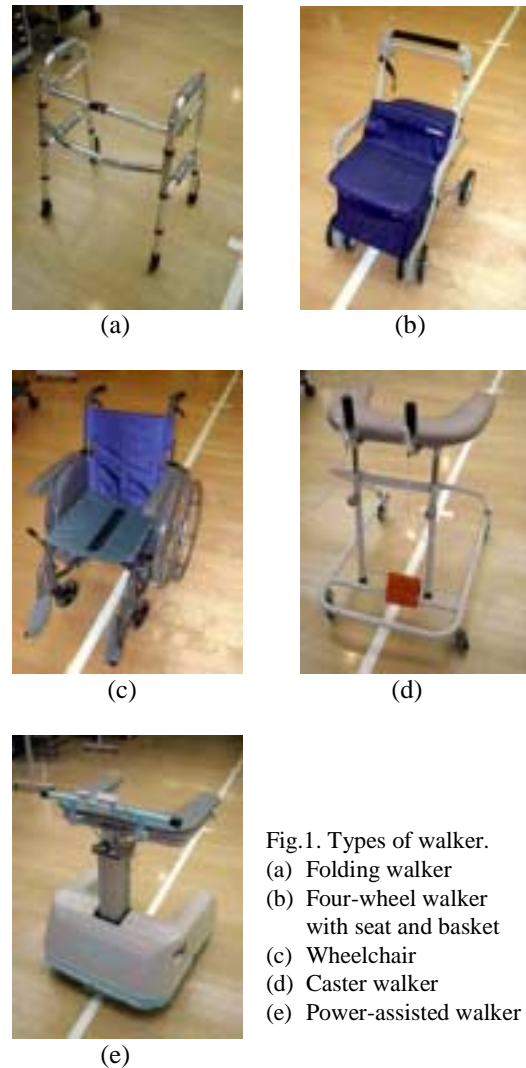 (a)
(b)
(c)
(d)
(e)
Fig.1. Types of walker.
(a) Folding walker
(b) Four-wheel walker
with seat and basket
(c) Wheelchair
(d) Caster walker
(e) Power-assisted walker